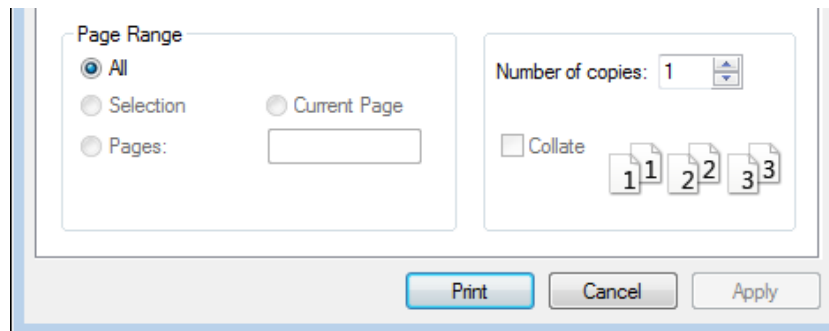 Page Range
All
Selection
Current Page
Pages:
Number of copies: 1
Collate
1 1 2 2 3 3
Print
Cancel
Apply